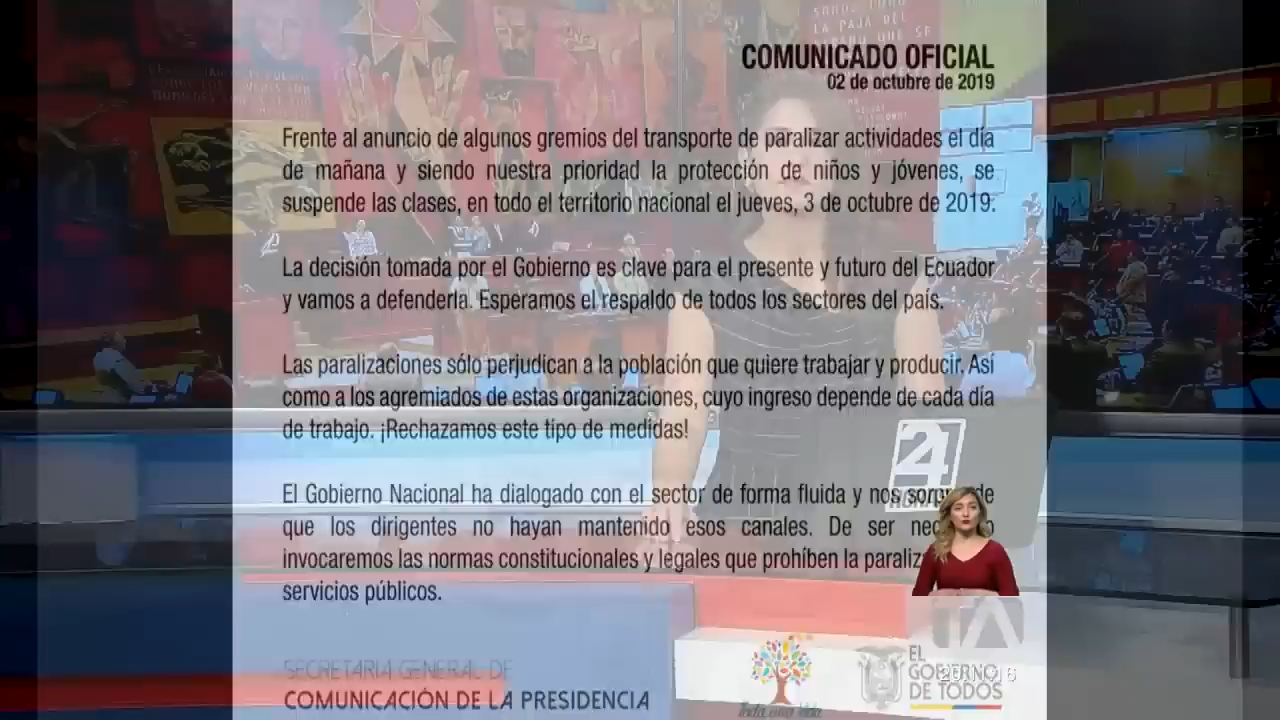 COMUNICADO OFICIAL
02 de octubre de 2019
Frente al anuncio de algunos gremios del transporte de paralizar actividades el día
de mañana y siendo nuestra prioridad la protección de niños y jóvenes, se
suspende las clases, en todo el territorio nacional el jueves, 3 de octubre de 2019.
La decisión tomada por el Gobierno es clave para el presente y futuro del Ecuador
y vamos a defenderla. Esperamos el respaldo de todos los sectores del país.
Las paralizaciones sólo perjudican a la población que quiere trabajar y producir. Así
como a los agremiados de estas organizaciones, cuyo ingreso depende de cada día
de trabajo. ¡Rechazamos este tipo de medidas!
24
El Gobierno Nacional ha dialogado con el sector de forma fluida y nos de
que los dirigentes no hayan mantenido esos canales. De ser
invocaremos las normas constitucionales y legales que prohíben la
servicios públicos.
TA
SECRETARÍA GENERAL DE
COMUNICACIÓN DE LA PRESIDENCIA
Toda una Vida
EL
GOBIERNO
DE TODOS